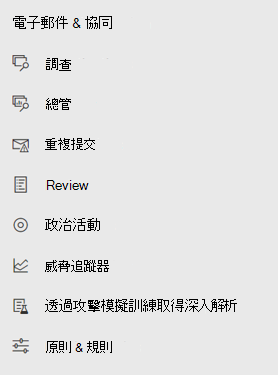 電子郵件 & 協同
調查
總管
重複提交
Review
政治活動
威脅追蹤器
透過攻擊模擬訓練取得深入解析
原則 & 規則